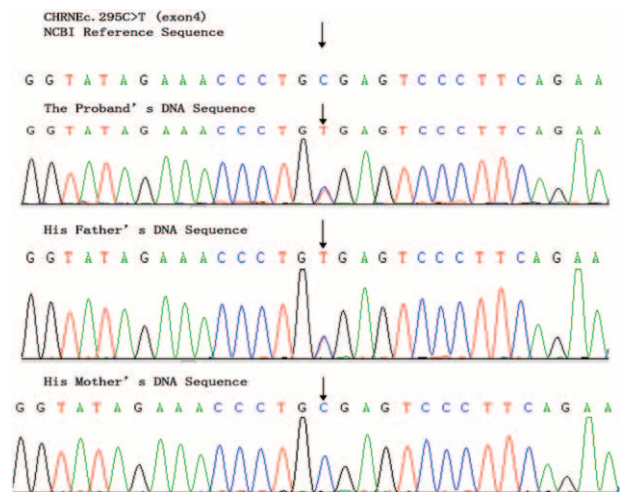 CHRNEc.295C>T (exon4)
NCBI Reference Sequence
G G T A T A G A A A C C C T G C G A G T C C C T T C A G A A
The Proband's DNA Sequence
G G T A T A G A A A C C C T G T G A G T C C C T T C A G A A
His Father's DNA Sequence
G G T A T A G A A A C C C T G T G A G T C C C T T C A G A A
His Mother's DNA Sequence
G G T A T A G A A A C C C T G C G A G T C C C T T C A G A A